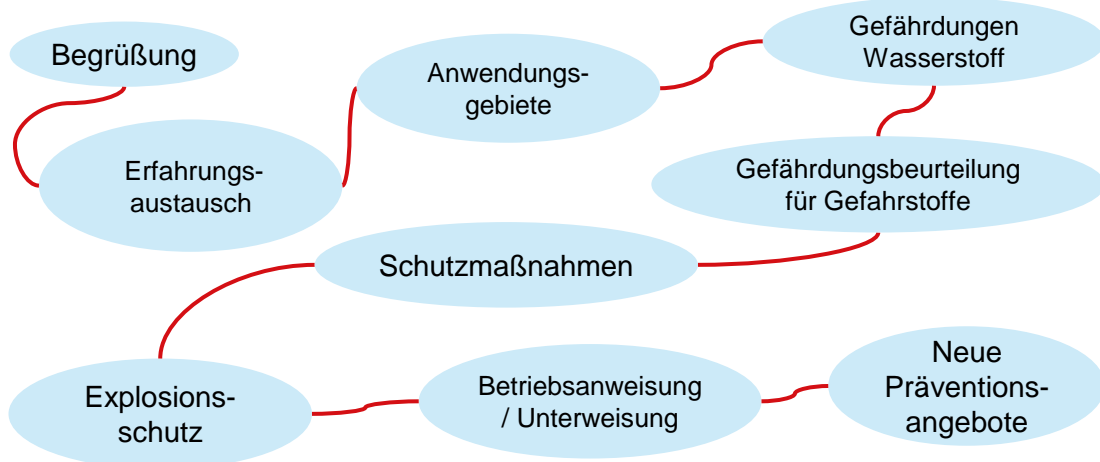 Begrüßung
Erfahrungs-
austausch
Anwendungs-
gebiete
Gefährdungen
Wasserstoff
Gefährdungsbeurteilung
für Gefahrstoffe
Schutzmaßnahmen
Explosions-
schutz
Betriebsanweisung
/ Unterweisung
Neue
Präventions-
angebote